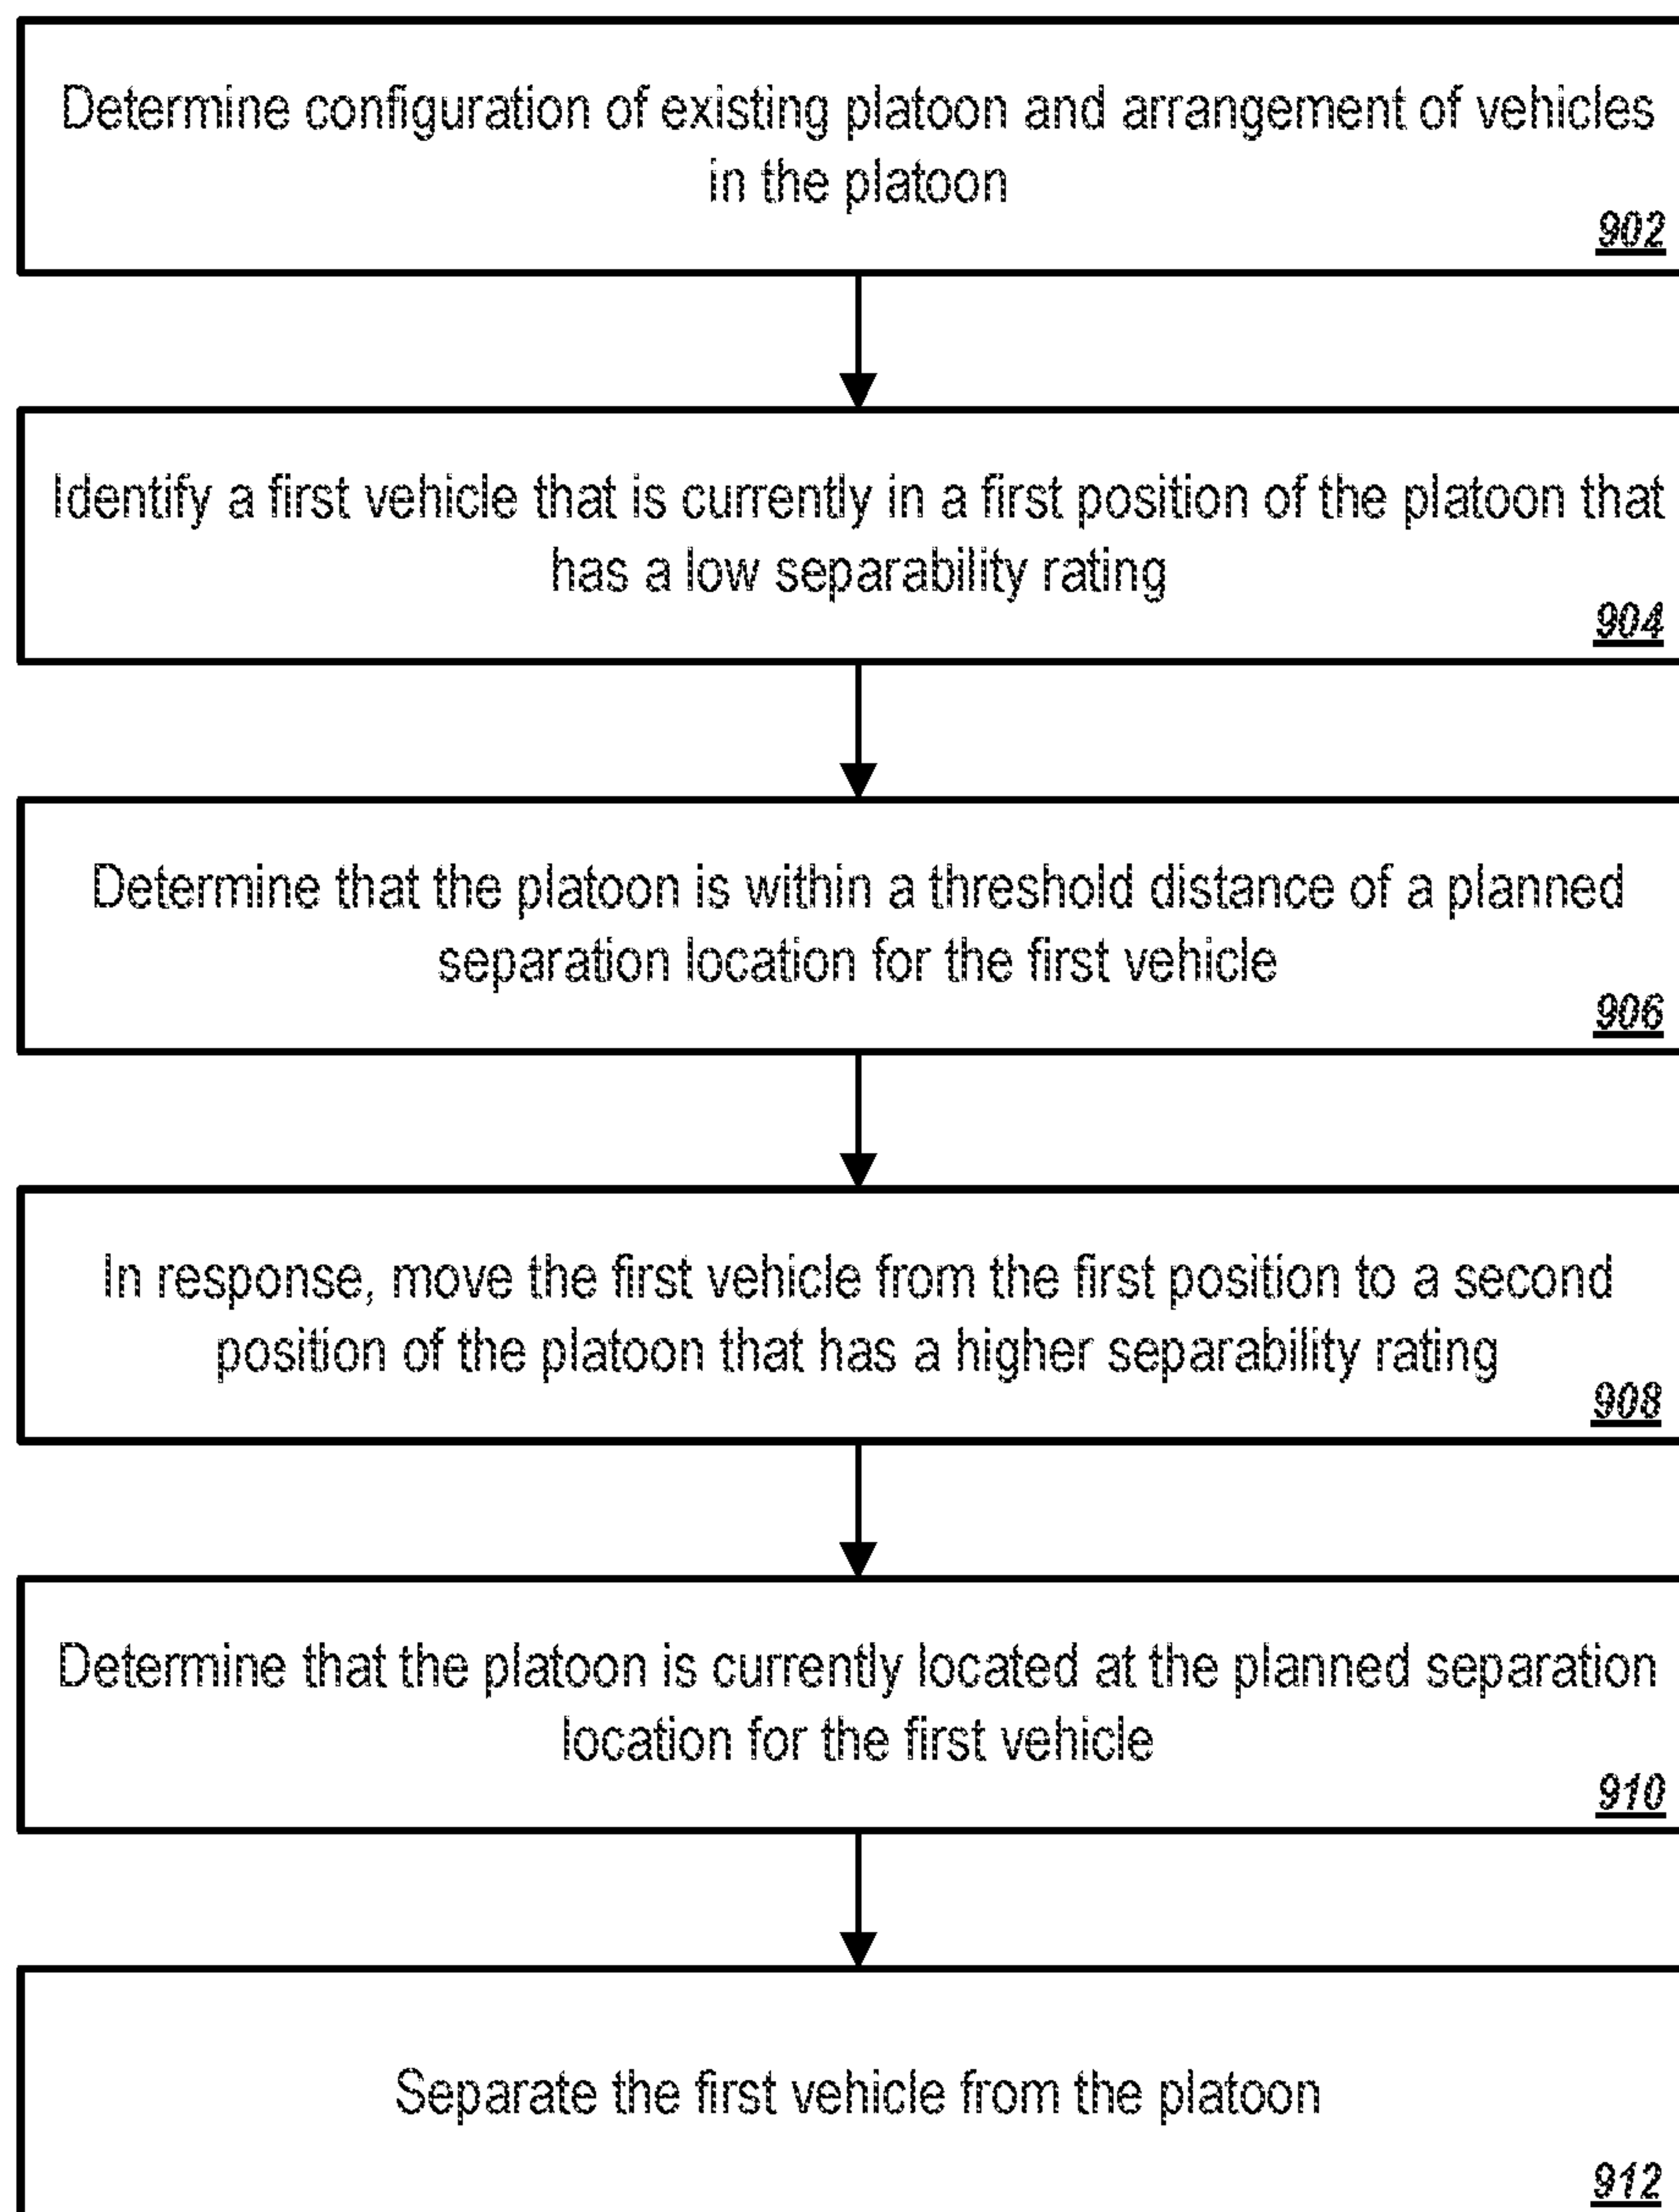 Determine configuration of existing platoon and arrangement of vehicles
in the platoon
902
Identify a first vehicle that is currently in a first position of the platoon that
has a low separability rating
904
Determine that the platoon is within a threshold distance of a planned
separation location for the first vehicle
906
In response, move the first vehicle from the first position to a second
position of the platoon that has a higher separability rating
908
Determine that the platoon is currently located at the planned separation
location for the first vehicle
910
Separate the first vehicle from the platoon
912